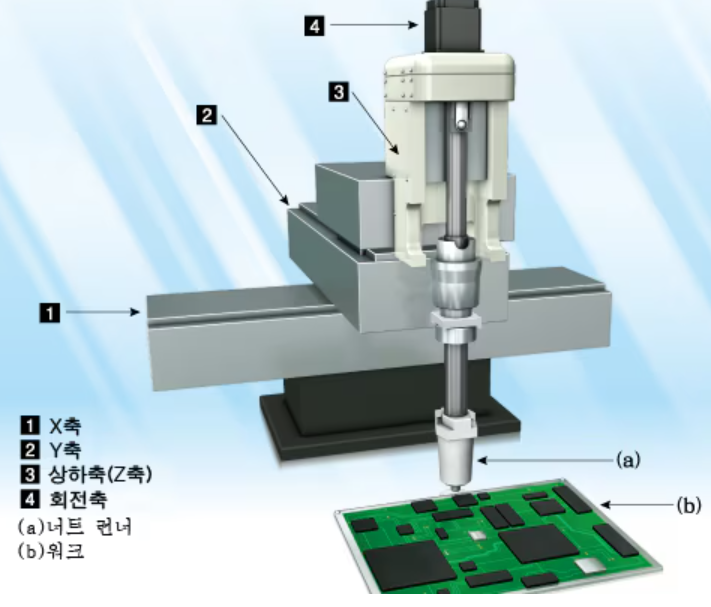 4
3
2
1
1 X축
2 Y축
3 상하축(Z축)
4 회전축
(a)너트 런너
(b)워크
(a)
(b)